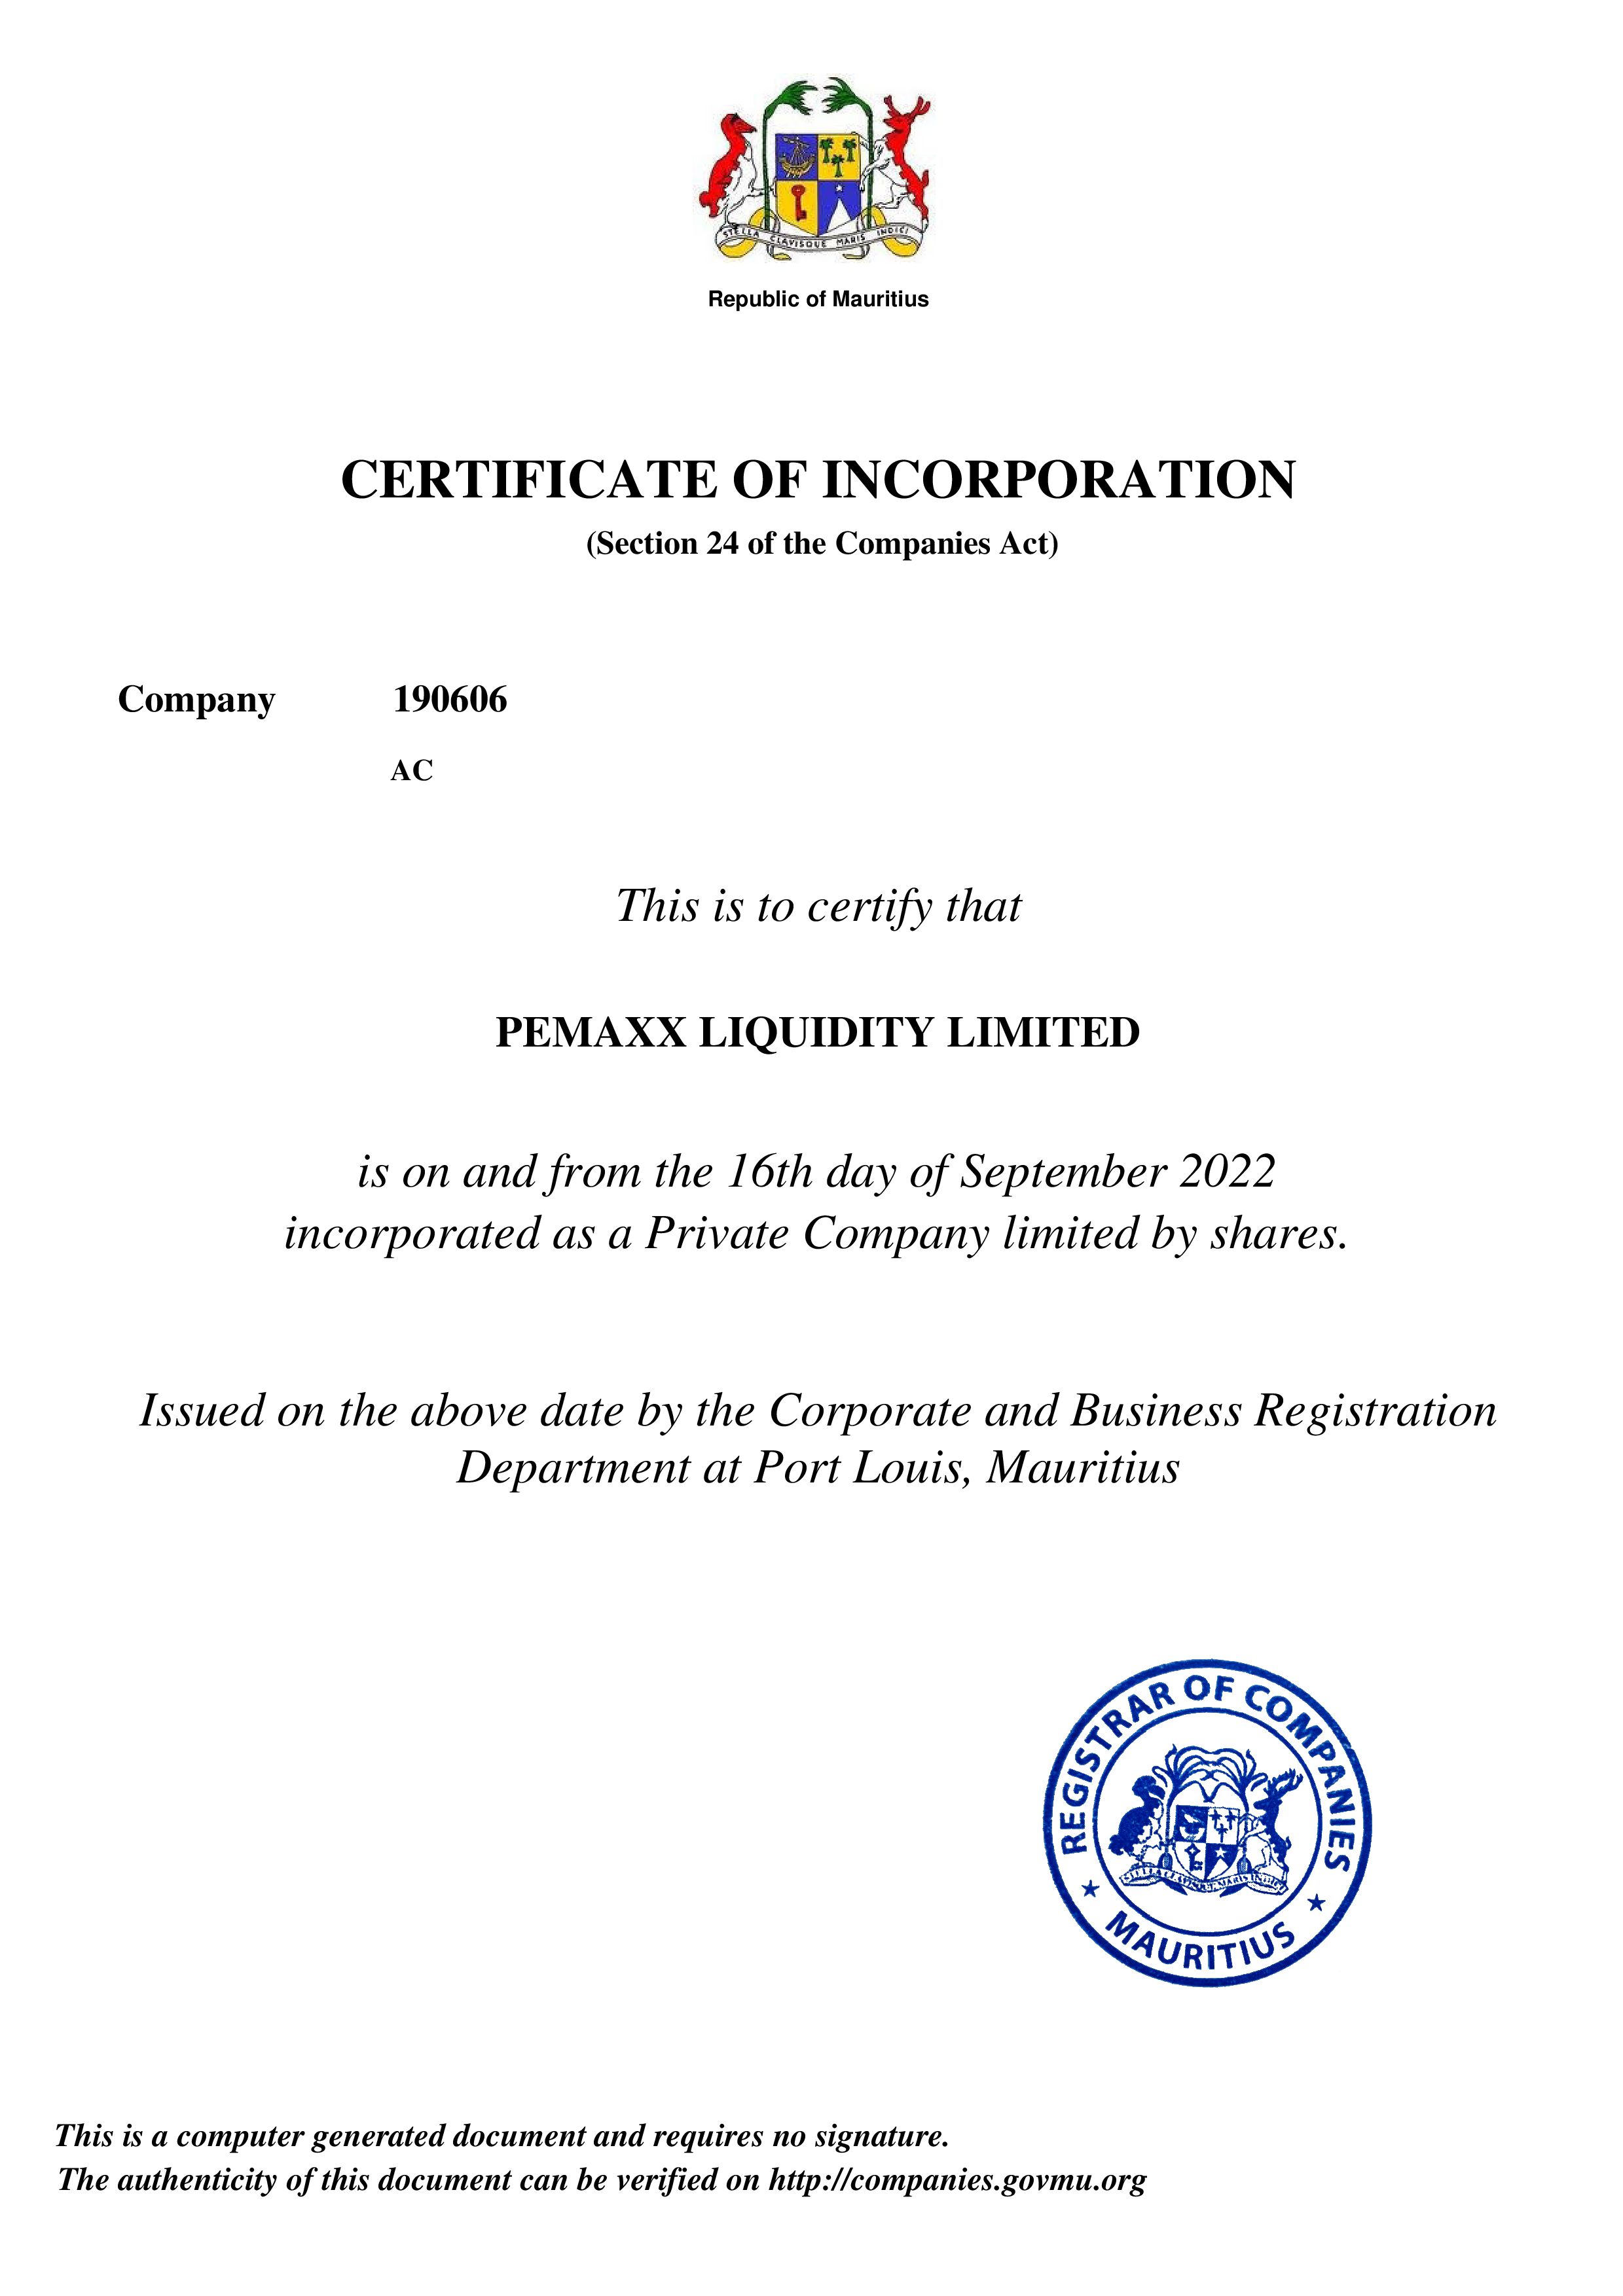 STELLA CLAVISQUE MARIS INDICI
Republic of Mauritius
CERTIFICATE OF INCORPORATION
(Section 24 of the Companies Act)
Company 190606
AC
This is to certify that
PEMAXX LIQUIDITY LIMITED
is on and from the 16th day of September 2022
incorporated as a Private Company limited by shares.
Issued on the above date by the Corporate and Business Registration
Department at Port Louis, Mauritius
REGISTRAR OF COMPANIES
STELLA CLAVISQUE MARIS INDICI
MAURITIUS
This is a computer generated document and requires no signature.
The authenticity of this document can be verified on http://companies.govmu.org